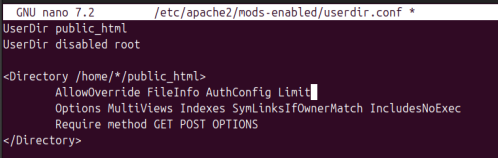 GNU nano 7.2 /etc/apache2/mods-enabled/userdir.conf *
UserDir public_html
UserDir disabled root
<Directory /home/*/public_html>
AllowOverride FileInfo AuthConfig Limit
Options MultiViews Indexes SymLinksIfOwnerMatch IncludesNoExec
Require method GET POST OPTIONS
</Directory>